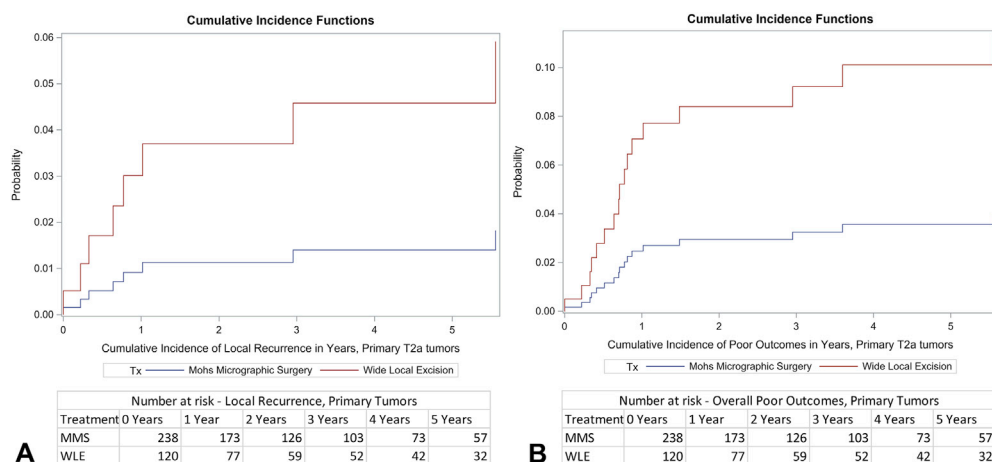 Cumulative Incidence Functions
0.06
0.05
0.04
0.03
0.02
0.01
0.00
Probability
0 1 2 3 4 5
Cumulative Incidence of Local Recurrence in Years, Primary T2a tumors
Tx Mohs Micrographic Surgery Wide Local Excision
Number at risk - Local Recurrence, Primary Tumors
Treatment 0 Years 1 Year 2 Years 3 Years 4 Years 5 Years
MMS 238 173 126 103 73 57
WLE 120 77 59 52 42 32
A
Cumulative Incidence Functions
0.10
0.08
0.06
0.04
0.02
0.00
Probability
0 1 2 3 4 5
Cumulative Incidence of Poor Outcomes in Years, Primary T2a tumors
Tx Mohs Micrographic Surgery Wide Local Excision
Number at risk - Overall Poor Outcomes, Primary Tumors
Treatment 0 Years 1 Year 2 Years 3 Years 4 Years 5 Years
MMS 238 173 126 103 73 57
WLE 120 77 59 52 42 32
B